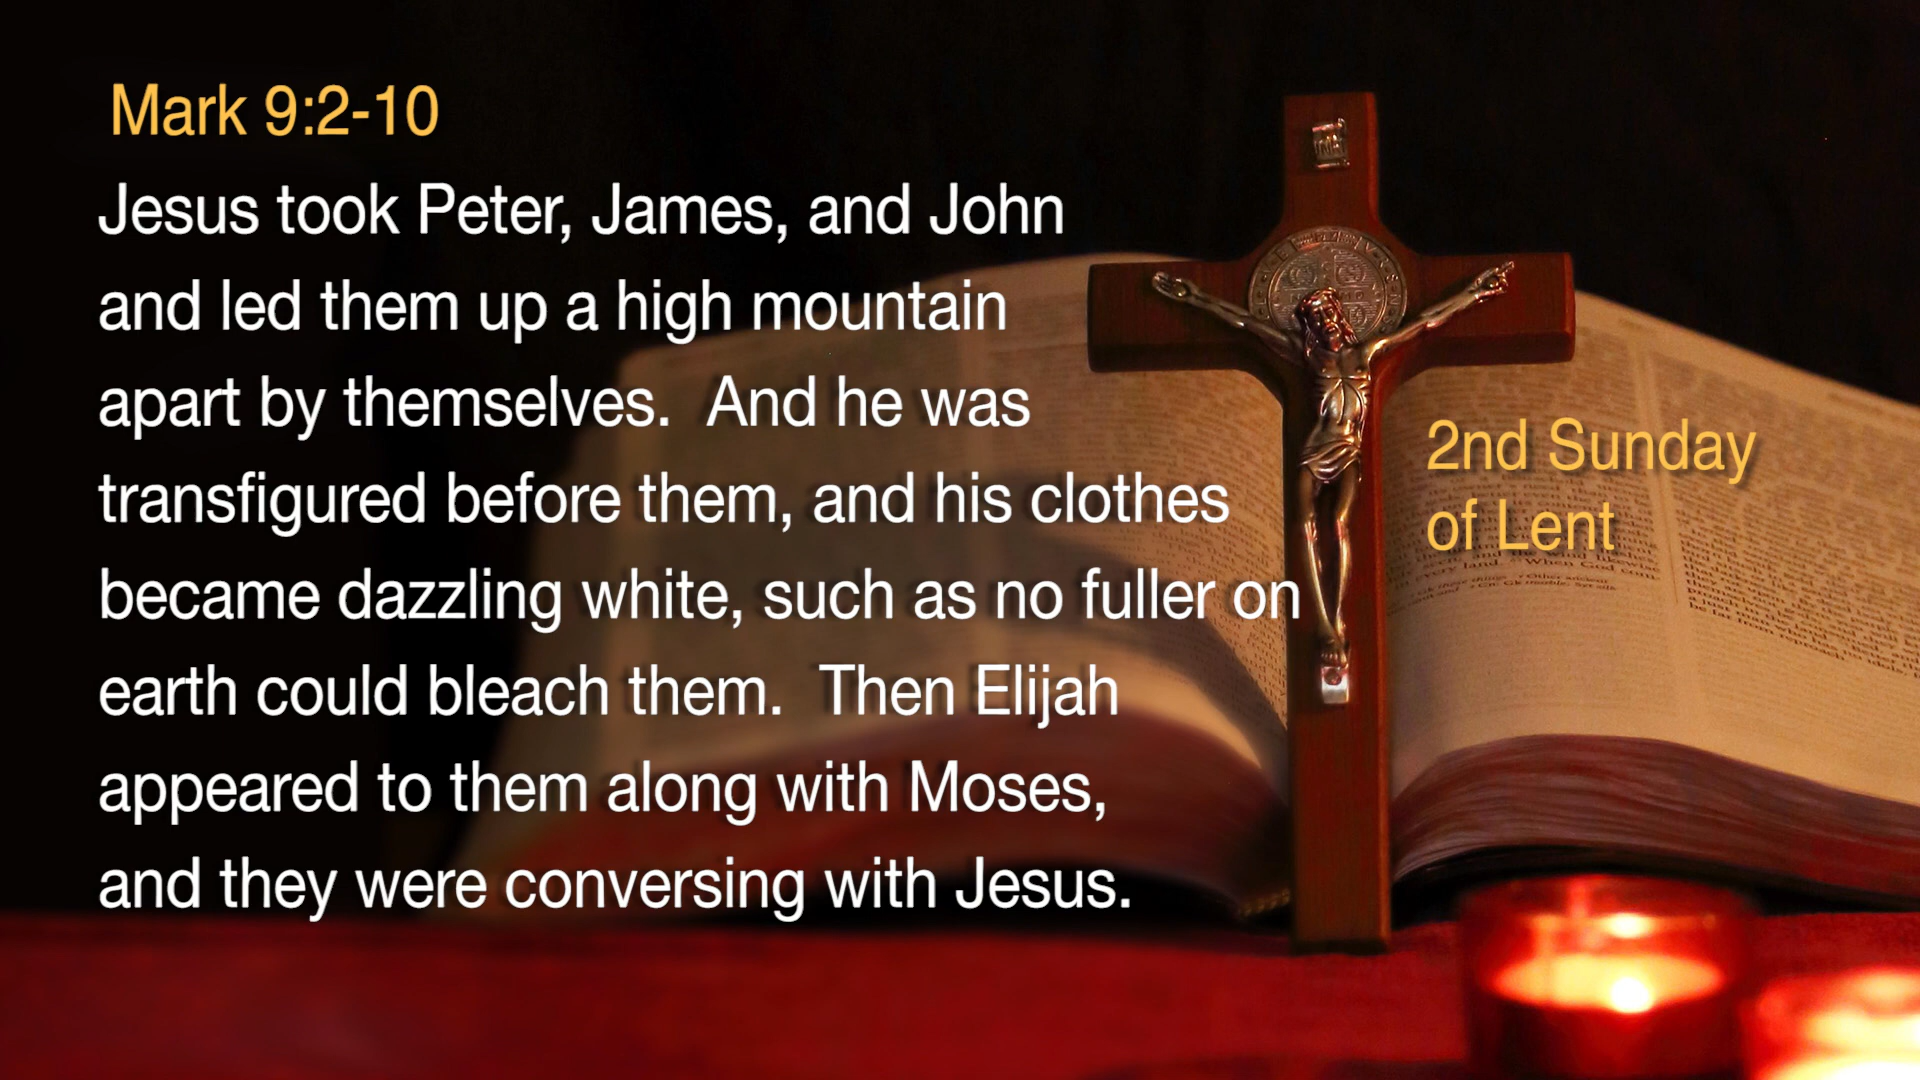 Mark 9:2-10
Jesus took Peter, James, and John
and led them up a high mountain
apart by themselves.  And he was
transfigured before them, and his clothes
became dazzling white, such as no fuller on
earth could bleach them.  Then Elijah
appeared to them along with Moses,
and they were conversing with Jesus.
2nd Sunday
of Lent